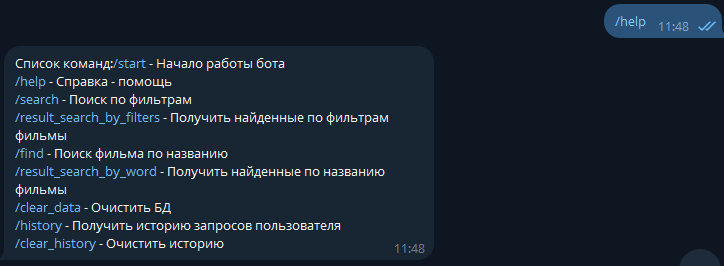 /help
11:48
Список команд:/start - Начало работы бота
/help - Справка - помощь
/search - Поиск по фильтрам
/result_search_by_filters - Получить найденные по фильтрам
фильмы
/find - Поиск фильма по названию
/result_search_by_word - Получить найденные по названию
фильмы
/clear_data - Очистить БД
/history - Получить историю запросов пользователя
/clear_history - Очистить историю
11:48